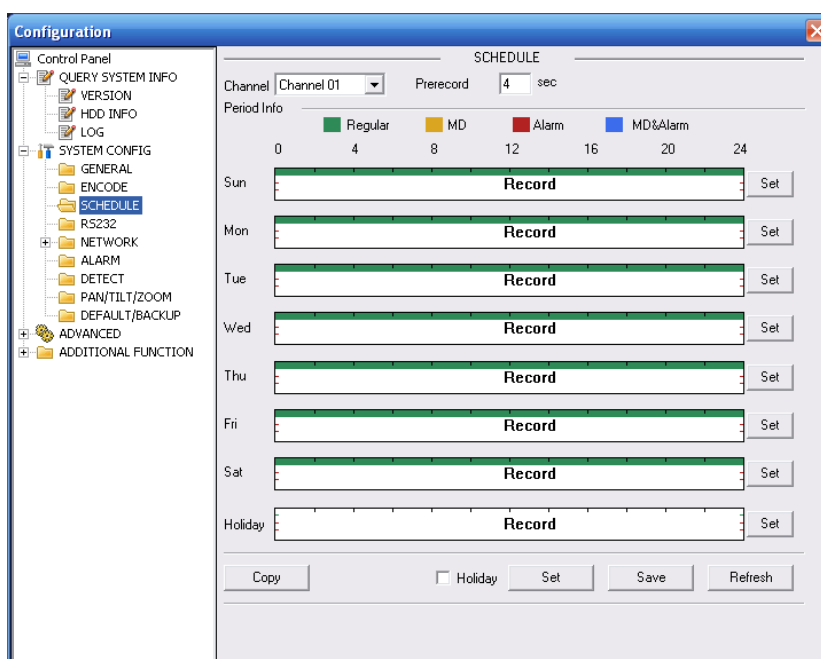 Configuration
Control Panel
QUERY SYSTEM INFO
VERSION
HDD INFO
LOG
SYSTEM CONFIG
GENERAL
ENCODE
SCHEDULE
RS232
NETWORK
ALARM
DETECT
PAN/TILT/ZOOM
DEFAULT/BACKUP
ADVANCED
ADDITIONAL FUNCTION
SCHEDULE
Channel Channel 01 Prerecord 4 sec
Period Info
Regular MD Alarm MD&Alarm
0 4 8 12 16 20 24
Sun Record Set
Mon Record Set
Tue Record Set
Wed Record Set
Thu Record Set
Fri Record Set
Sat Record Set
Holiday Record Set
Copy Holiday Set Save Refresh